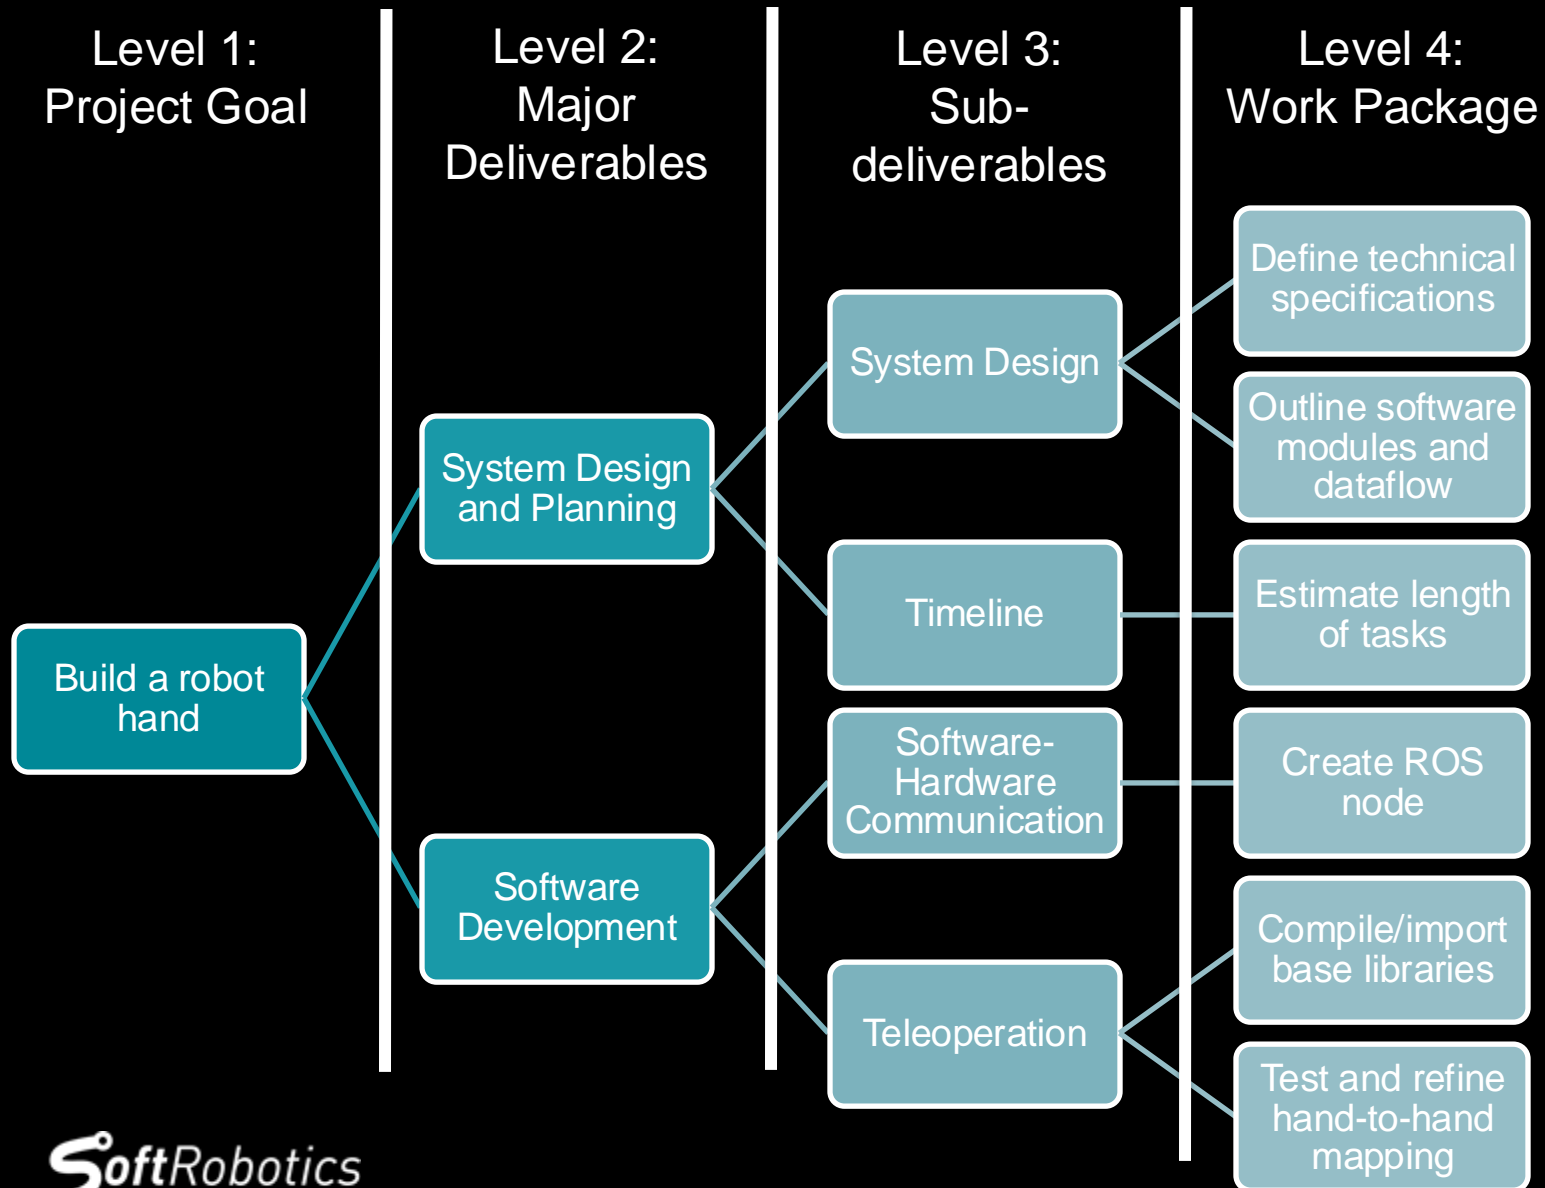 Level 1:
Project Goal
Level 2:
Major
Deliverables
Level 3:
Sub-
deliverables
Level 4:
Work Package
Build a robot
hand
System Design
and Planning
Software
Development
System Design
Timeline
Software-
Hardware
Communication
Teleoperation
Define technical
specifications
Outline software
modules and
dataflow
Estimate length
of tasks
Create ROS
node
Compile/import
base libraries
Test and refine
hand-to-hand
mapping
SoftRobotics